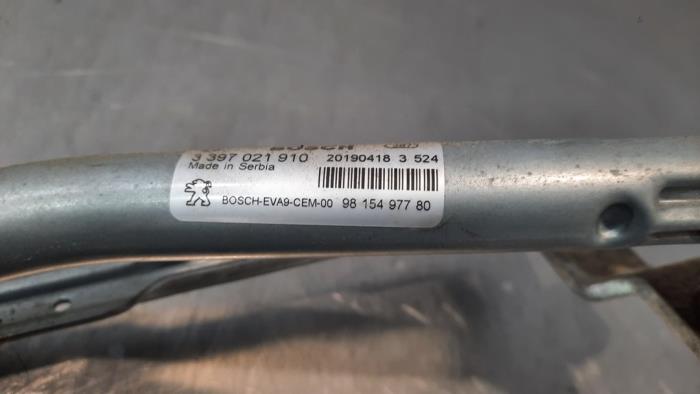 BOSCH
3 397 021 910 20190418 3 524
Made in Serbia
BOSCH-EVA9-CEM-00 98 154 977 80